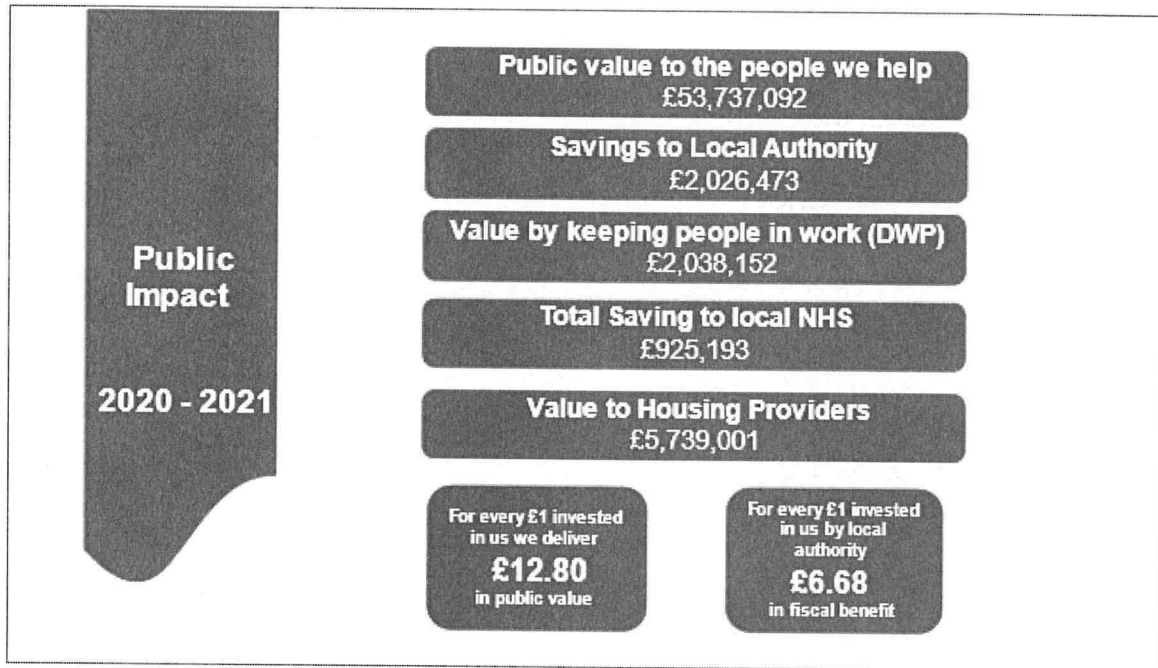 Public
Impact
2020 - 2021
Public value to the people we help
£53,737,092
Savings to Local Authority
£2,026,473
Value by keeping people in work (DWP)
£2,038,152
Total Saving to local NHS
£925,193
Value to Housing Providers
£5,739,001
For every £1 invested
in us we deliver
£12.80
in public value
For every £1 invested
in us by local
authority
£6.68
in fiscal benefit